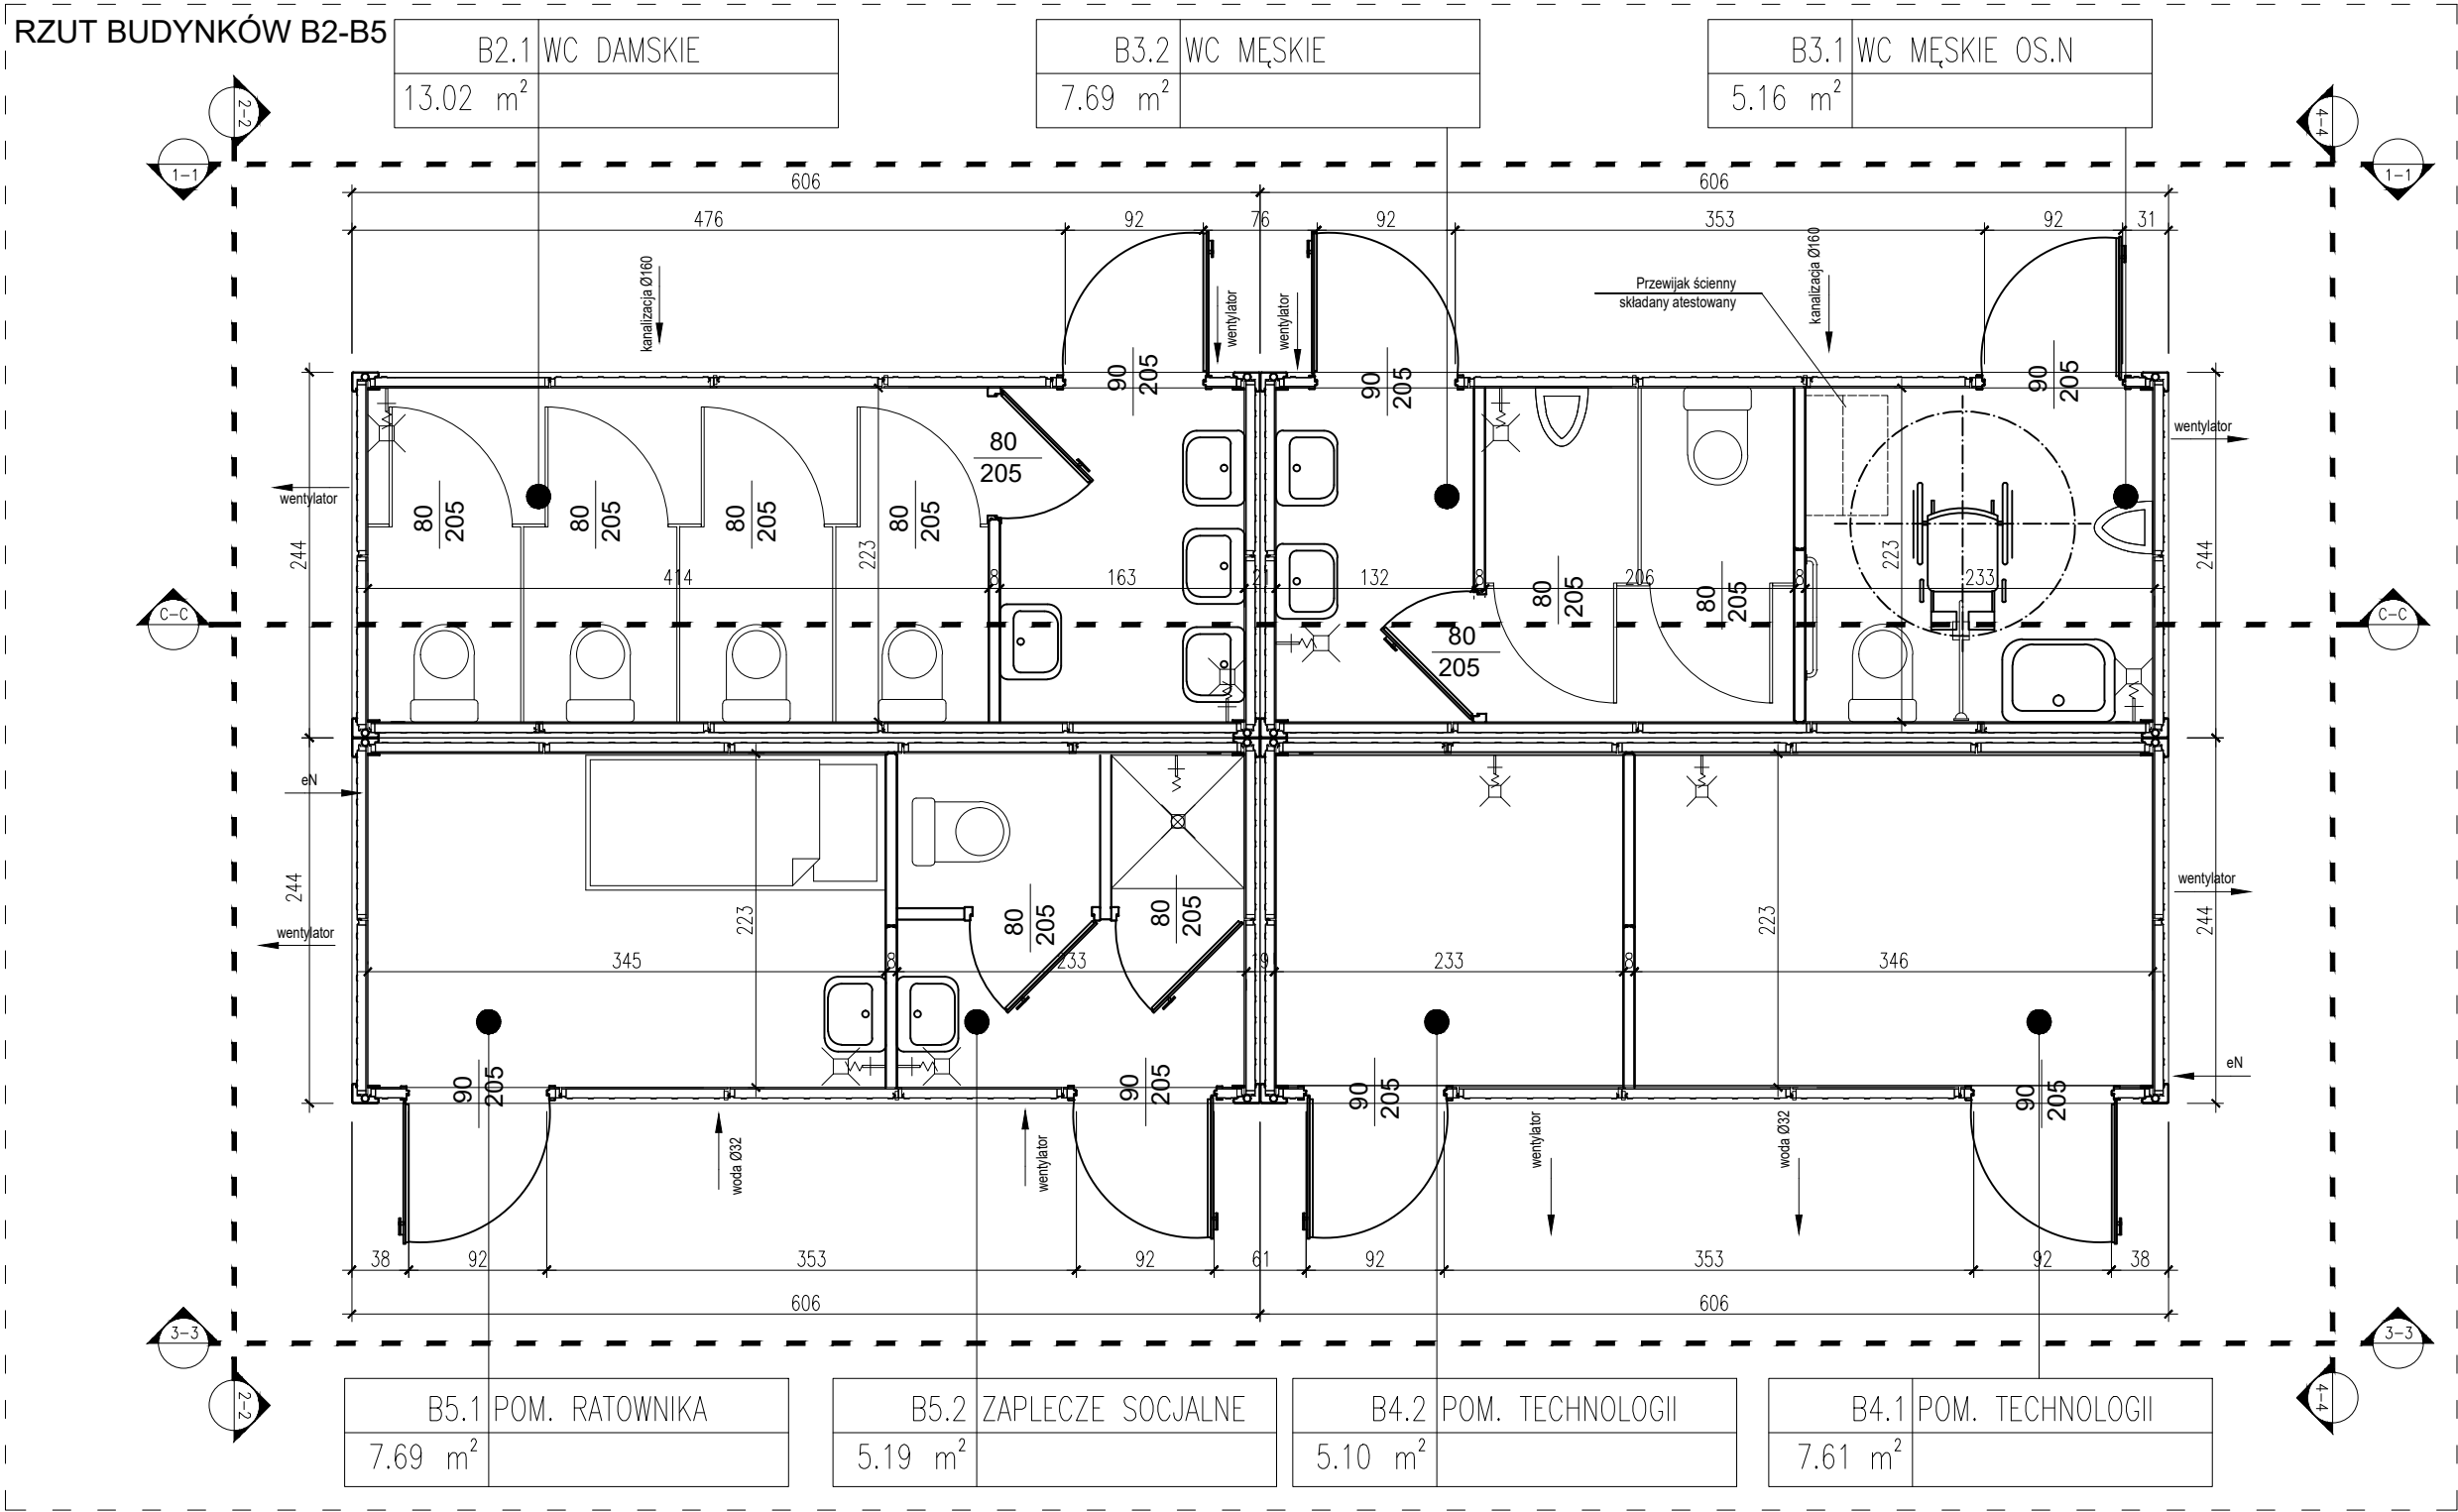 RZUT BUDYNKÓW B2-B5
B2.1 WC DAMSKIE
13.02 m²
B3.2 WC MĘSKIE
7.69 m²
B3.1 WC MĘSKIE OS.N
5.16 m²
2-2
4-4
1-1
1-1
606
606
476
92
76
92
353
92
31
kanalizacja Ø160
wentylator
wentylator
Przewijak ścienny
składany atestowany
kanalizacja Ø160
90
205
90
205
90
205
wentylator
wentylator
80
205
80
205
80
205
80
205
80
205
244
223
223
244
414
8
163
21
132
8
80
205
206
80
205
8
233
C-C
C-C
80
205
eN
244
wentylator
223
345
8
80
205
233
80
205
19
233
8
223
346
wentylator
244
eN
90
205
90
205
90
205
90
205
woda Ø32
wentylator
wentylator
woda Ø32
38
92
353
92
61
92
353
92
38
606
606
3-3
3-3
2-2
4-4
B5.1 POM. RATOWNIKA
7.69 m²
B5.2 ZAPLECZE SOCJALNE
5.19 m²
B4.2 POM. TECHNOLOGII
5.10 m²
B4.1 POM. TECHNOLOGII
7.61 m²